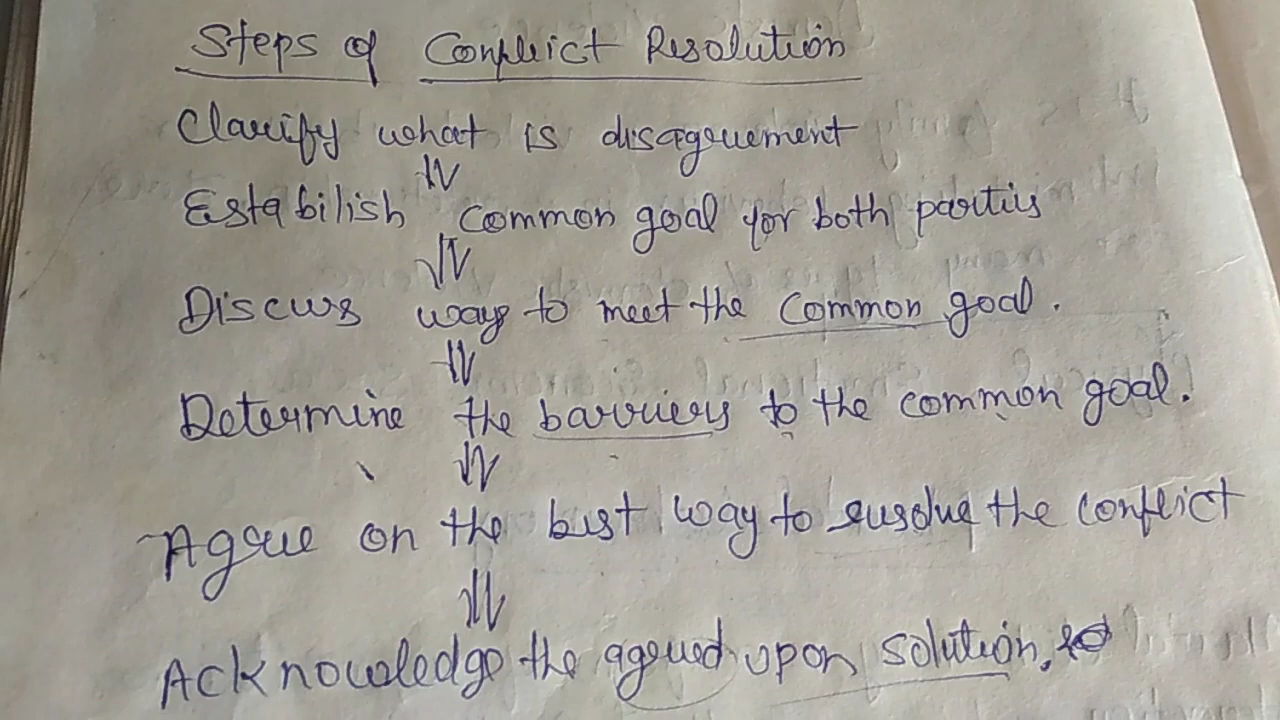 Steps of Conflict Resolution
Clarify what is disagreement
Estabilish common goal for both parties
Discuss ways to meet the common goal.
Determine the barriers to the common goal.
Agree on the best way to resolve the conflict
Acknowledge the agreed upon solution.